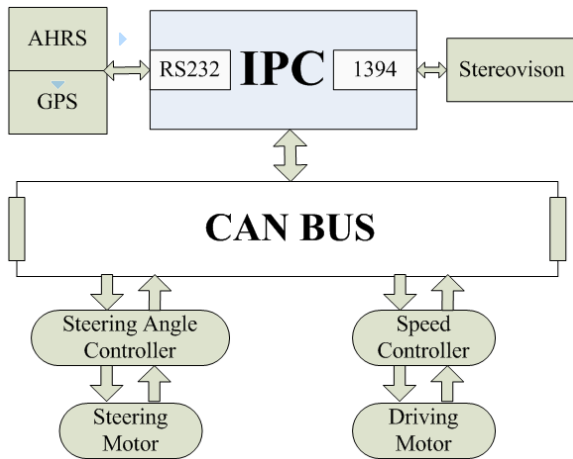 AHRS
GPS
RS232
IPC
1394
Stereovison
CAN BUS
Steering Angle
Controller
Speed
Controller
Steering
Motor
Driving
Motor